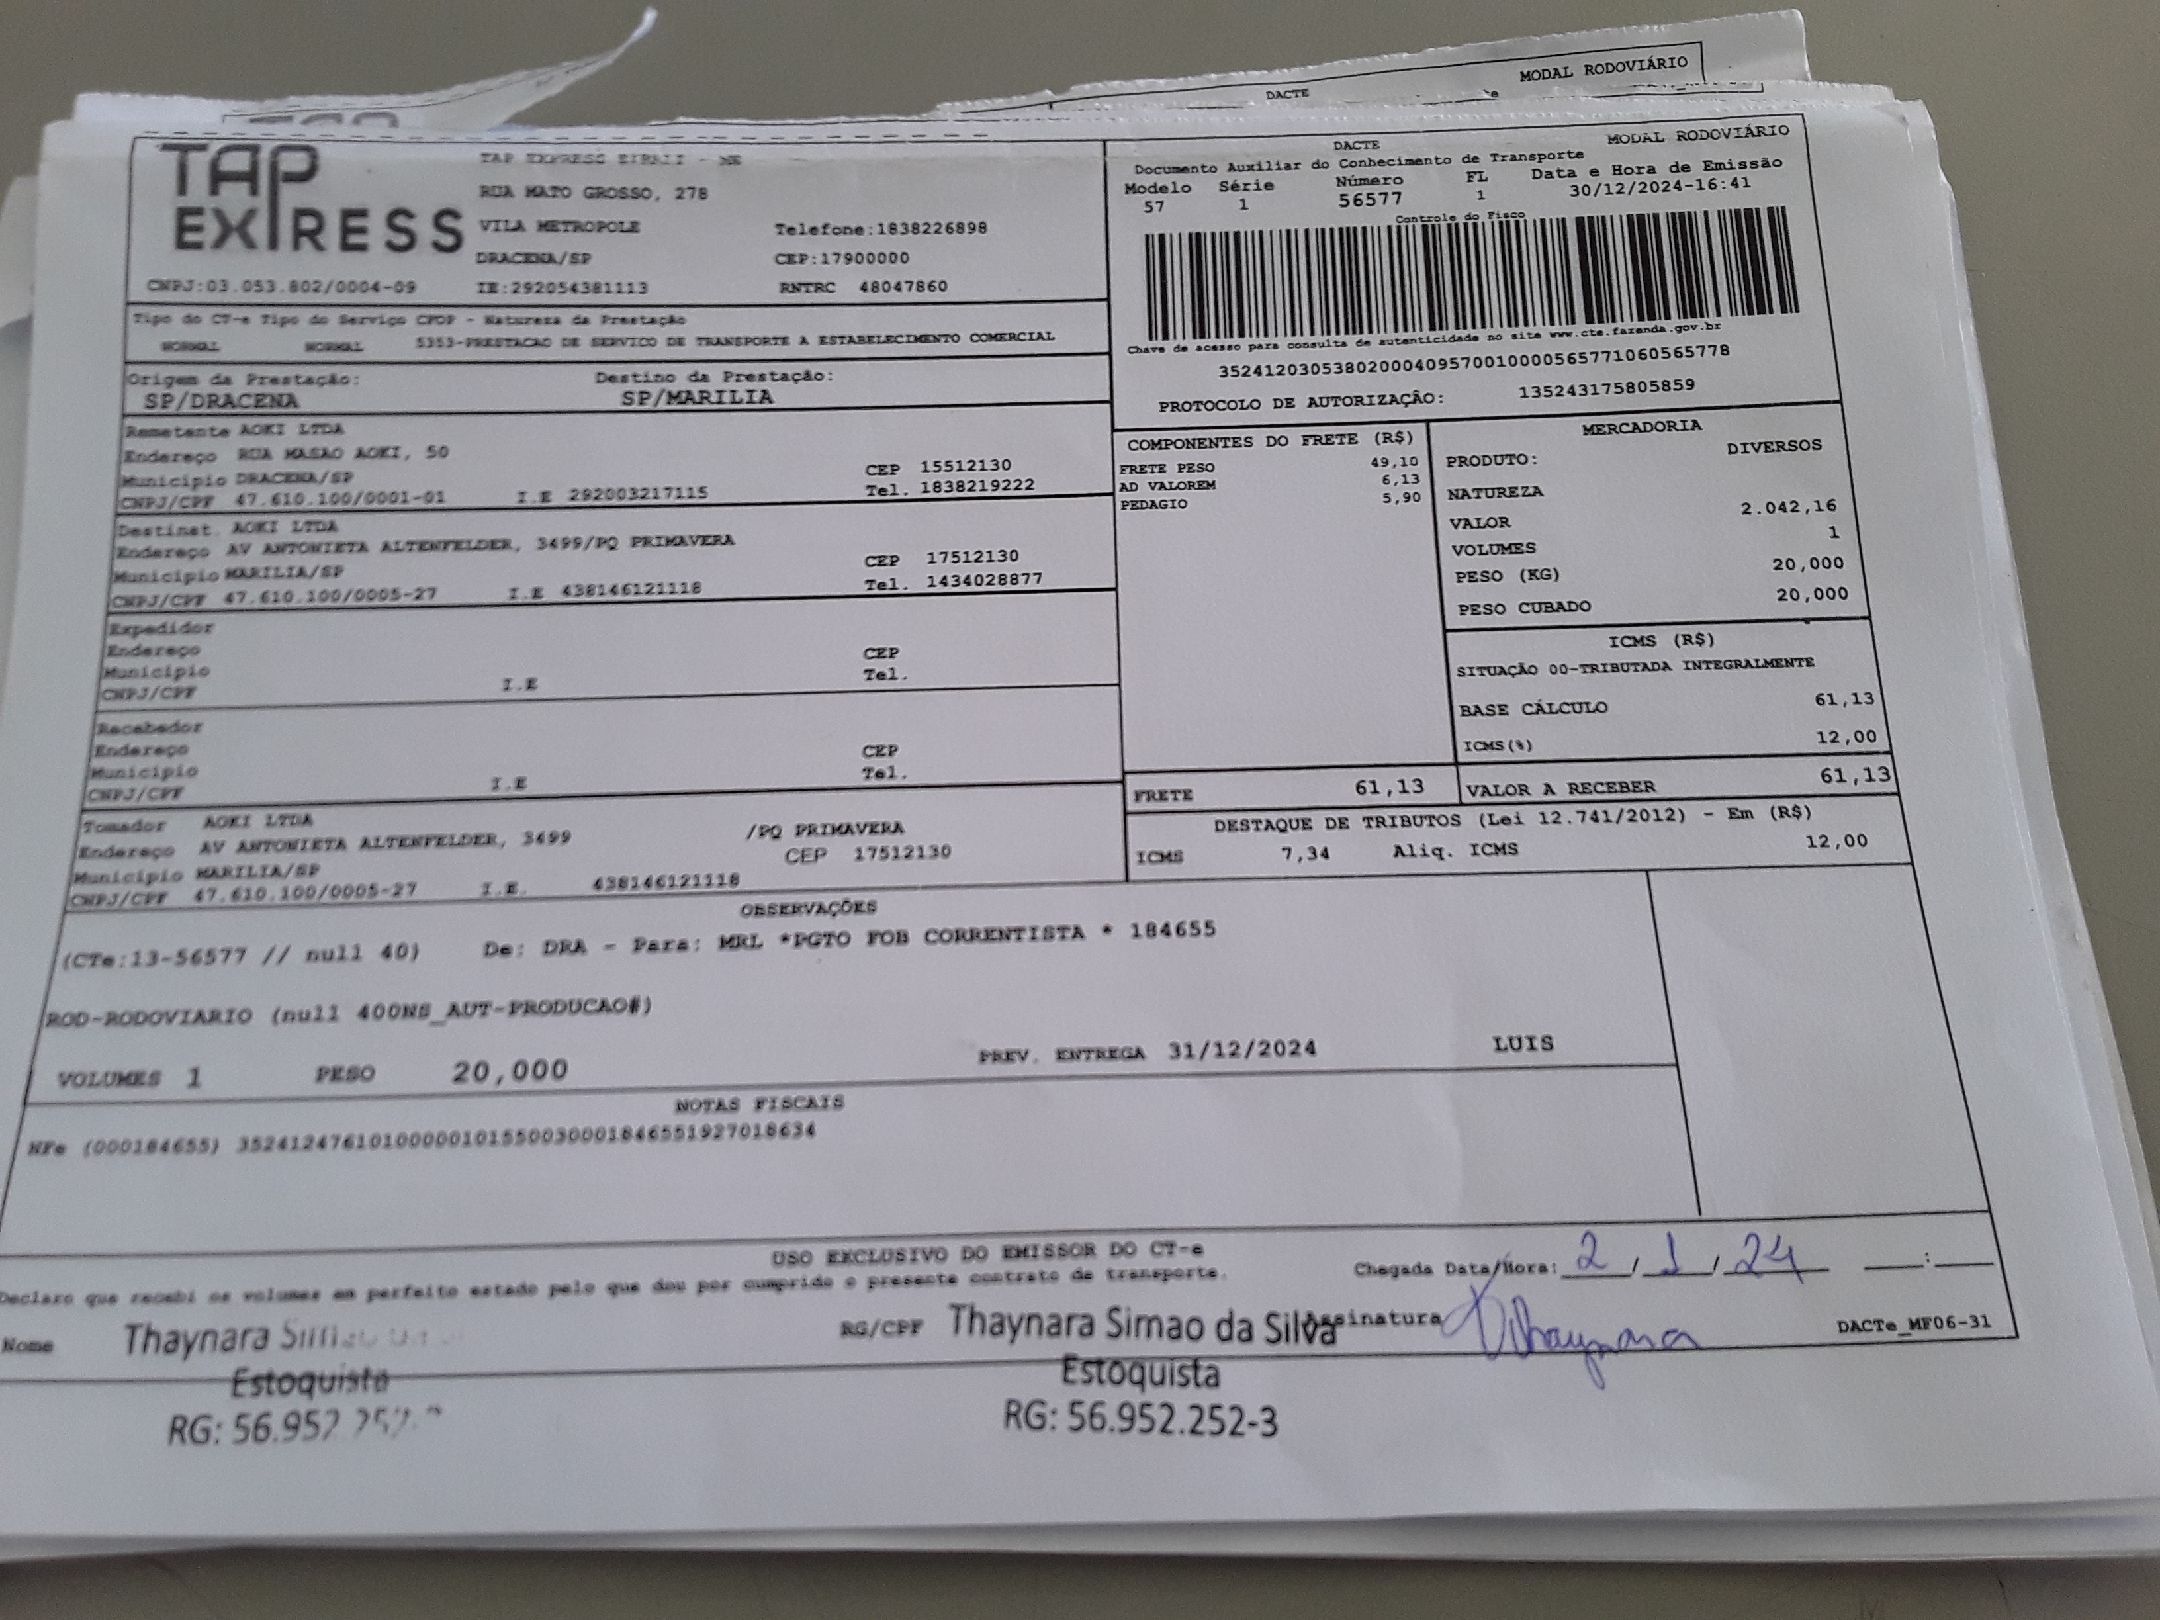 MODAL RODOVIÁRIO
DACTE
TAP EXPRESS
TAP EXPRESS EIRELI - ME
RUA MATO GROSSO, 278
VILA METROPOLE Telefone:1838226898
DRACENA/SP CEP:17900000
CNPJ:03.053.802/0004-09 IE:292054381113 RNTRC 48047860
DACTE MODAL RODOVIÁRIO
Documento Auxiliar do Conhecimento de Transporte
Modelo Série Número FL Data e Hora de Emissão
57 1 56577 1 30/12/2024-16:41
Controle do Fisco
Chave de acesso para consulta de autenticidade no site www.cte.fazenda.gov.br
35241203053802000409570010000565771060565778
PROTOCOLO DE AUTORIZAÇÃO: 135243175805859
Tipo do CT-e Tipo do Serviço CFOP - Natureza da Prestação
NORMAL NORMAL 5353-PRESTACAO DE SERVICO DE TRANSPORTE A ESTABELECIMENTO COMERCIAL
Origem da Prestação: Destino da Prestação:
SP/DRACENA SP/MARILIA
Remetente AOKI LTDA
Endereço RUA MASAO AOKI, 50
Município DRACENA/SP CEP 15512130
CNPJ/CPF 47.610.100/0001-01 I.E 292003217115 Tel. 1838219222
Destinat. AOKI LTDA
Endereço AV ANTONIETA ALTENFELDER, 3499/PQ PRIMAVERA
Município MARILIA/SP CEP 17512130
CNPJ/CPF 47.610.100/0005-27 I.E 438146121118 Tel. 1434028877
Expedidor
Endereço
Município CEP
CNPJ/CPF I.E Tel.
Recebedor
Endereço
Município CEP
CNPJ/CPF I.E Tel.
Tomador AOKI LTDA
Endereço AV ANTONIETA ALTENFELDER, 3499 /PQ PRIMAVERA
Município MARILIA/SP CEP 17512130
CNPJ/CPF 47.610.100/0005-27 I.E. 438146121118
COMPONENTES DO FRETE (R$)
FRETE PESO 49,10
AD VALOREM 6,13
PEDAGIO 5,90
FRETE 61,13
MERCADORIA
PRODUTO: DIVERSOS
NATUREZA
VALOR 2.042,16
VOLUMES 1
PESO (KG) 20,000
PESO CUBADO 20,000
ICMS (R$)
SITUAÇÃO 00-TRIBUTADA INTEGRALMENTE
BASE CÁLCULO 61,13
ICMS(%) 12,00
VALOR A RECEBER 61,13
DESTAQUE DE TRIBUTOS (Lei 12.741/2012) - Em (R$)
ICMS 7,34 Aliq. ICMS 12,00
OBSERVAÇÕES
(CTe:13-56577 // null 40) De: DRA - Para: MRL *PGTO FOB CORRENTISTA * 184655
ROD-RODOVIARIO (null 400NS_AUT-PRODUCAO#)
VOLUMES 1 PESO 20,000 PREV. ENTREGA 31/12/2024 LUIS
NOTAS FISCAIS
NFe (000184655) 35241247610100000101550030001846551927018634
USO EXCLUSIVO DO EMISSOR DO CT-e
Declaro que recebi os volumes em perfeito estado pelo que dou por cumprido o presente contrato de transporte.
Chegada Data/Hora: 2/1/24 :
Nome Thaynara RG/CPF Thaynara Simao da Silva Assinatura Thaynara DACTe_MF06-31
Estoquista Estoquista
RG: RG: 56.952.252-3